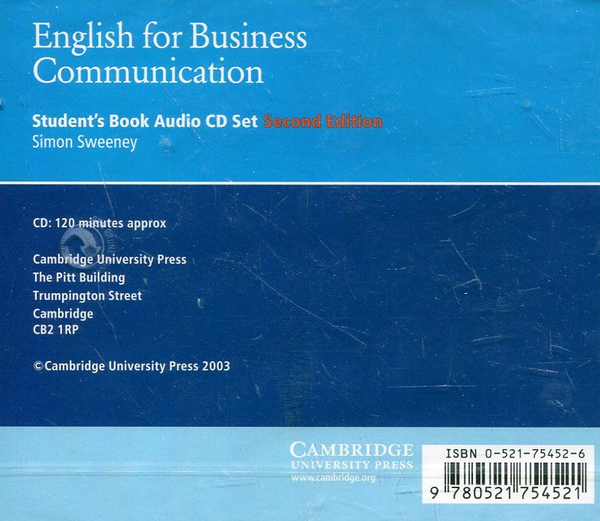 English for Business
Communication
Student's Book Audio CD Set Second Edition
Simon Sweeney
CD: 120 minutes approx
Cambridge University Press
The Pitt Building
Trumpington Street
Cambridge
CB2 1RP
© Cambridge University Press 2003
CAMBRIDGE
UNIVERSITY PRESS
www.cambridge.org
ISBN 0-521-75452-6
9 780521 754521